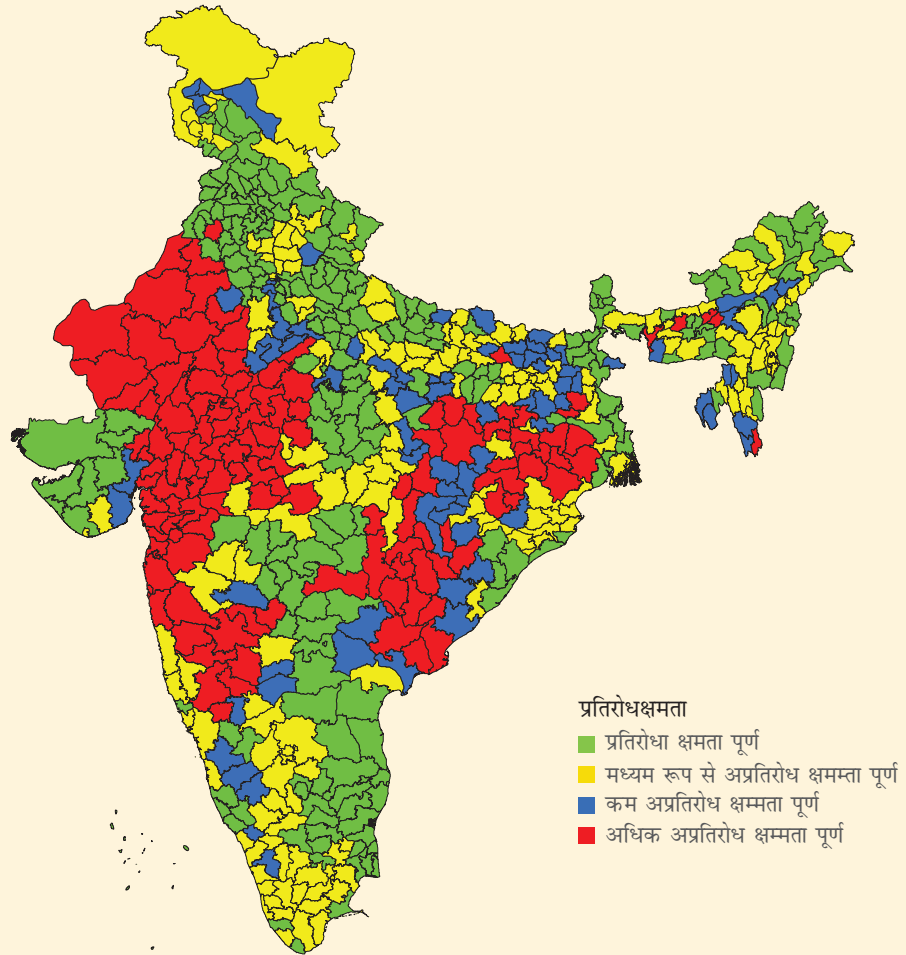 प्रतिरोधक्षमता
प्रतिरोधा क्षमता पूर्ण
मध्यम रूप से अप्रतिरोध क्षमम्ता पूर्ण
कम अप्रतिरोध क्षम्मता पूर्ण
अधिक अप्रतिरोध क्षम्मता पूर्ण